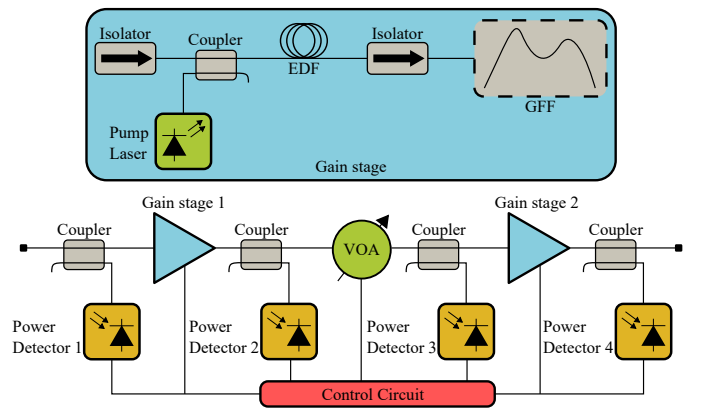 Isolator
Coupler
EDF
Isolator
GFF
Pump
Laser
Gain stage
Gain stage 1
Gain stage 2
Coupler
Coupler
VOA
Coupler
Coupler
Power
Detector 1
Power
Detector 2
Power
Detector 3
Power
Detector 4
Control Circuit